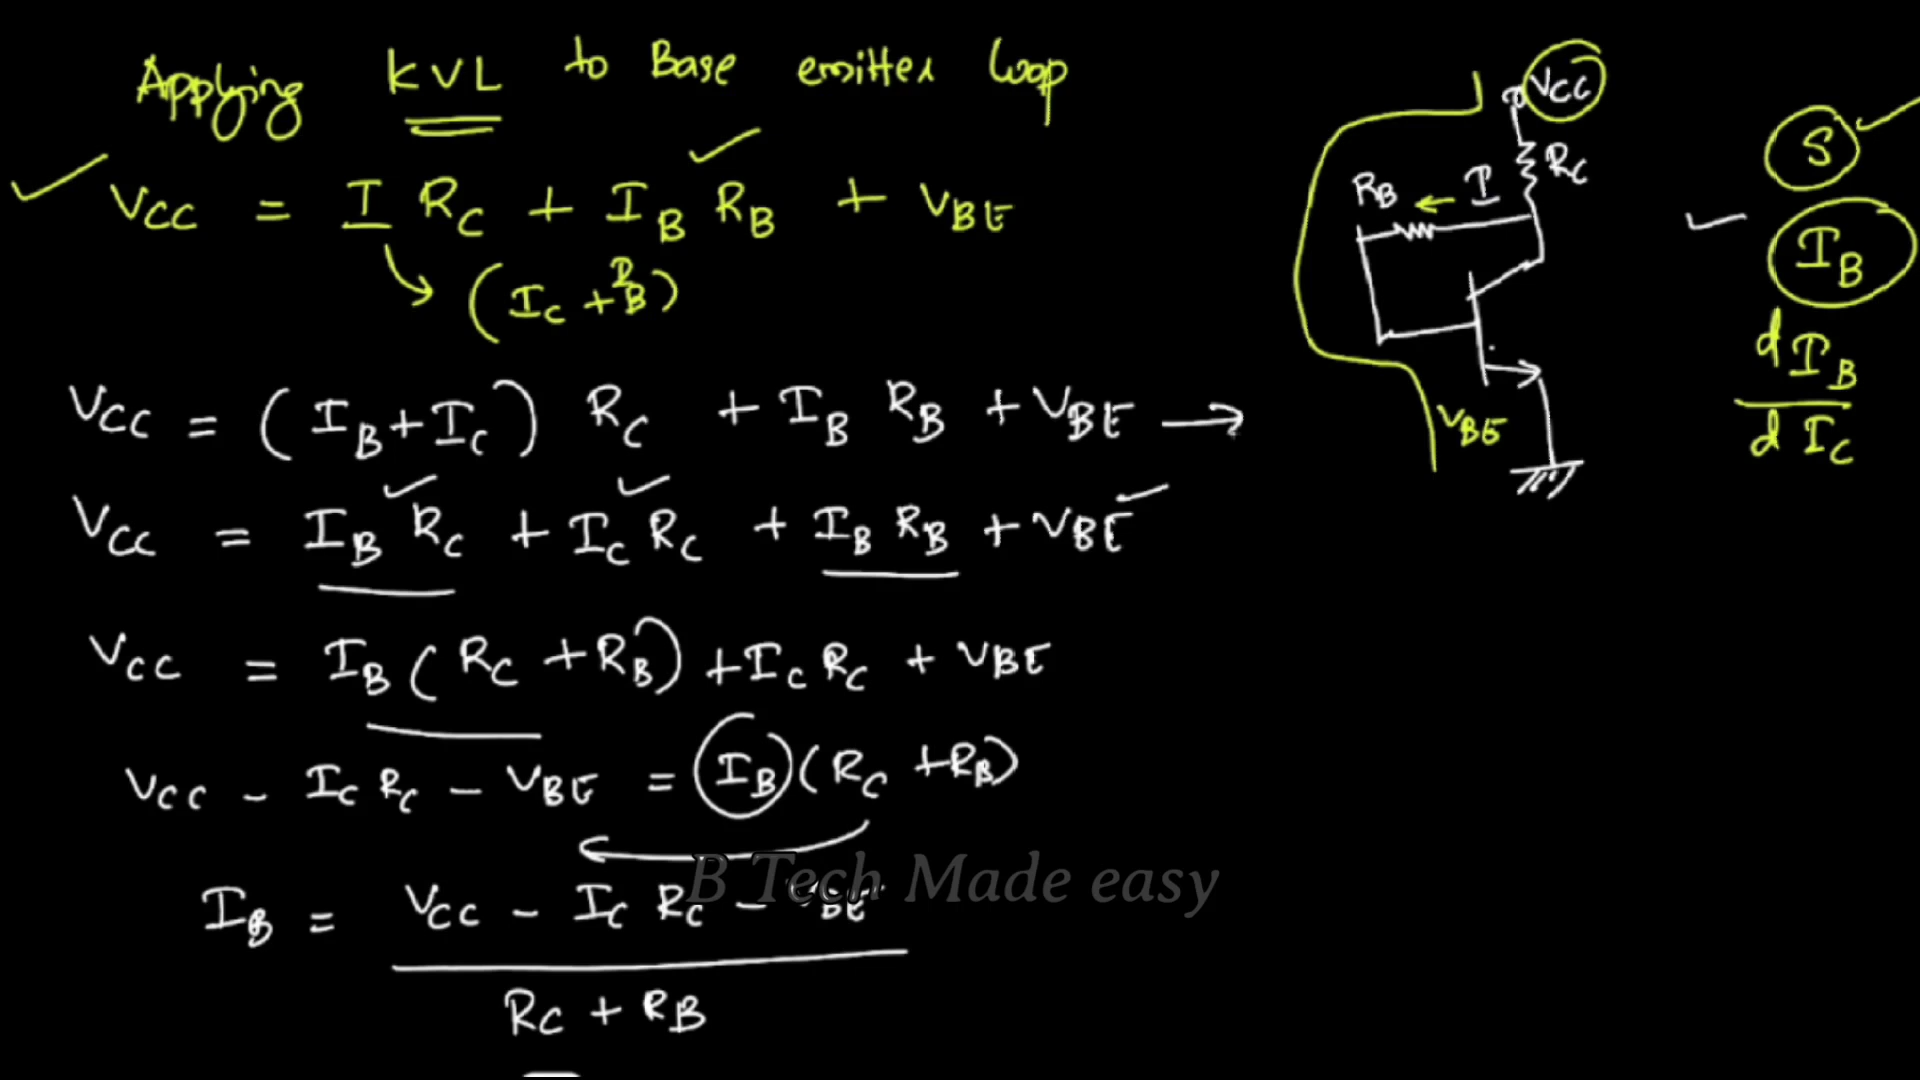 Applying KVL to Base emitter loop
VCC = I RC + IB RB + VBE
(IC + IB)
VCC = (IB + IC) RC + IB RB + VBE →
VCC = IB RC + IC RC + IB RB + VBE
VCC = IB (RC + RB) + IC RC + VBE
VCC - IC RC - VBE = IB (RC + RB)
IB = VCC - IC RC - VBE
RC + RB
B Tech Made easy
VCC
RC
RB ← I
VBE
S
IB
dIB
dIC